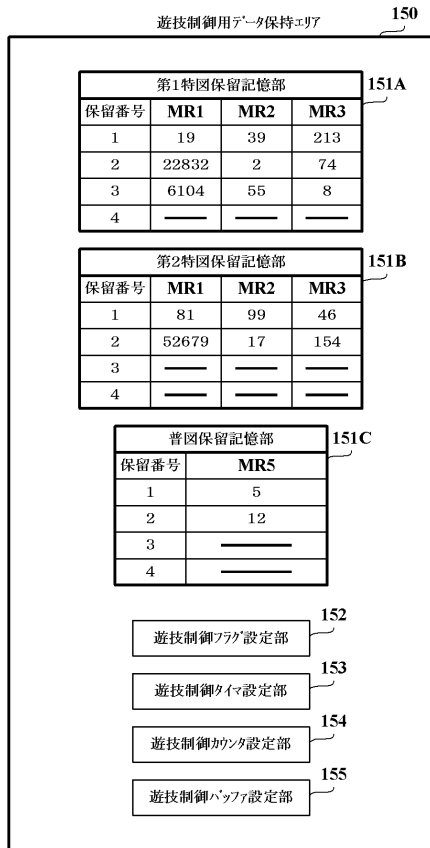 遊技制御用データ保持エリア 150
第1特図保留記憶部 151A
保留番号 MR1 MR2 MR3
1 19 39 213
2 22832 2 74
3 6104 55 8
4 ―― ―― ――
第2特図保留記憶部 151B
保留番号 MR1 MR2 MR3
1 81 99 46
2 52679 17 154
3 ―― ―― ――
4 ―― ―― ――
普図保留記憶部 151C
保留番号 MR5
1 5
2 12
3 ――
4 ――
152
遊技制御フラグ設定部
153
遊技制御タイマ設定部
154
遊技制御カウンタ設定部
155
遊技制御バッファ設定部